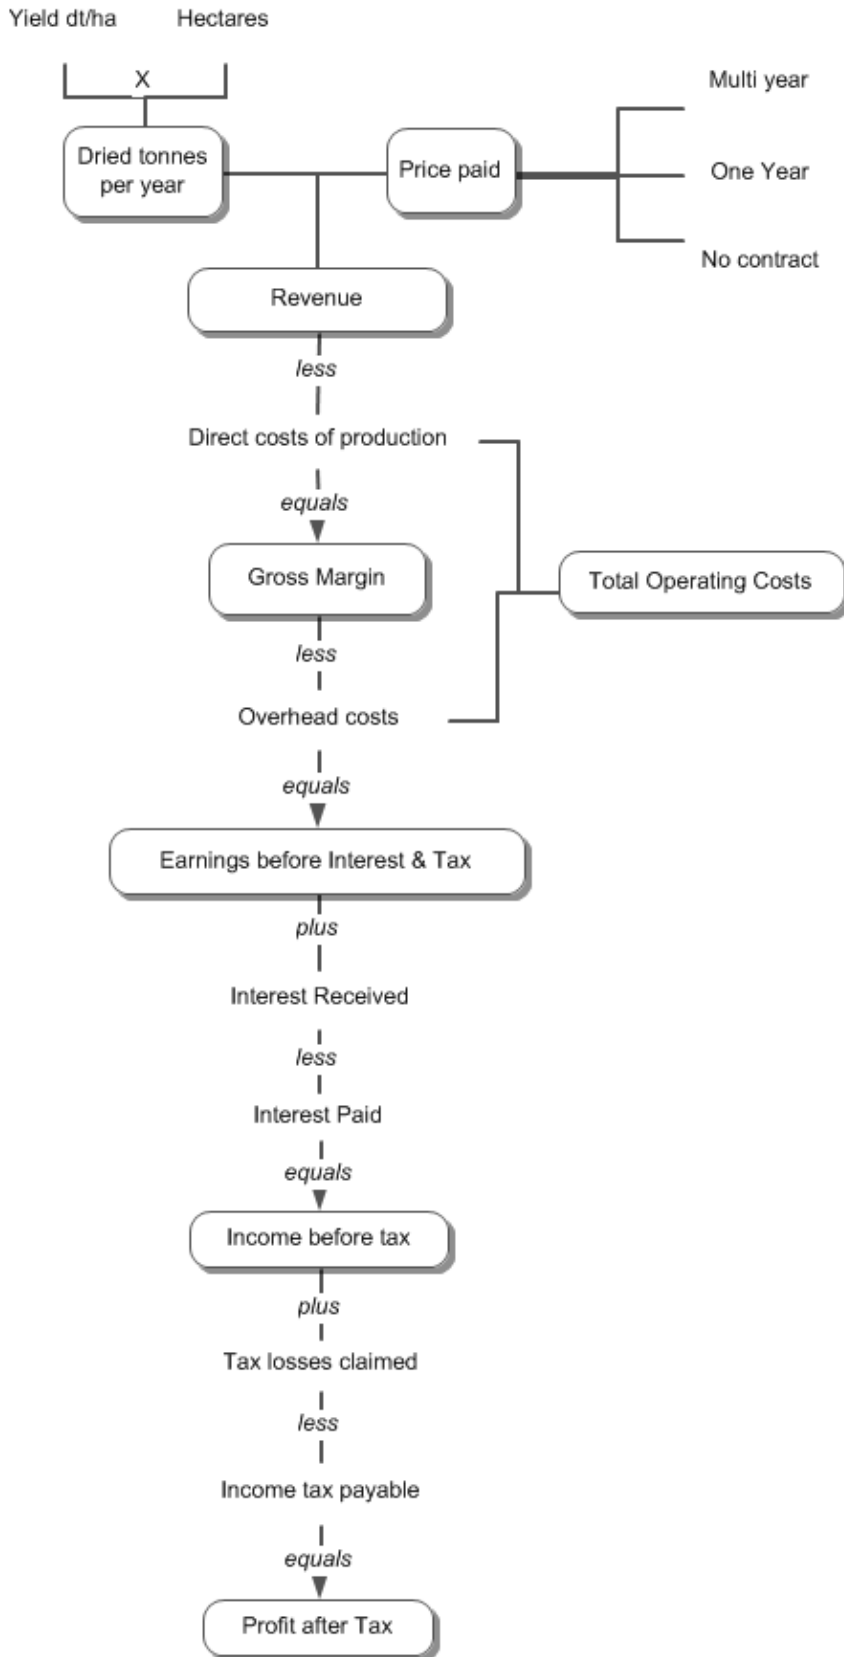 Yield dt/ha
Hectares
X
Dried tonnes
per year
Price paid
Multi year
One Year
No contract
Revenue
less
Direct costs of production
equals
Gross Margin
Total Operating Costs
less
Overhead costs
equals
Earnings before Interest & Tax
plus
Interest Received
less
Interest Paid
equals
Income before tax
plus
Tax losses claimed
less
Income tax payable
equals
Profit after Tax